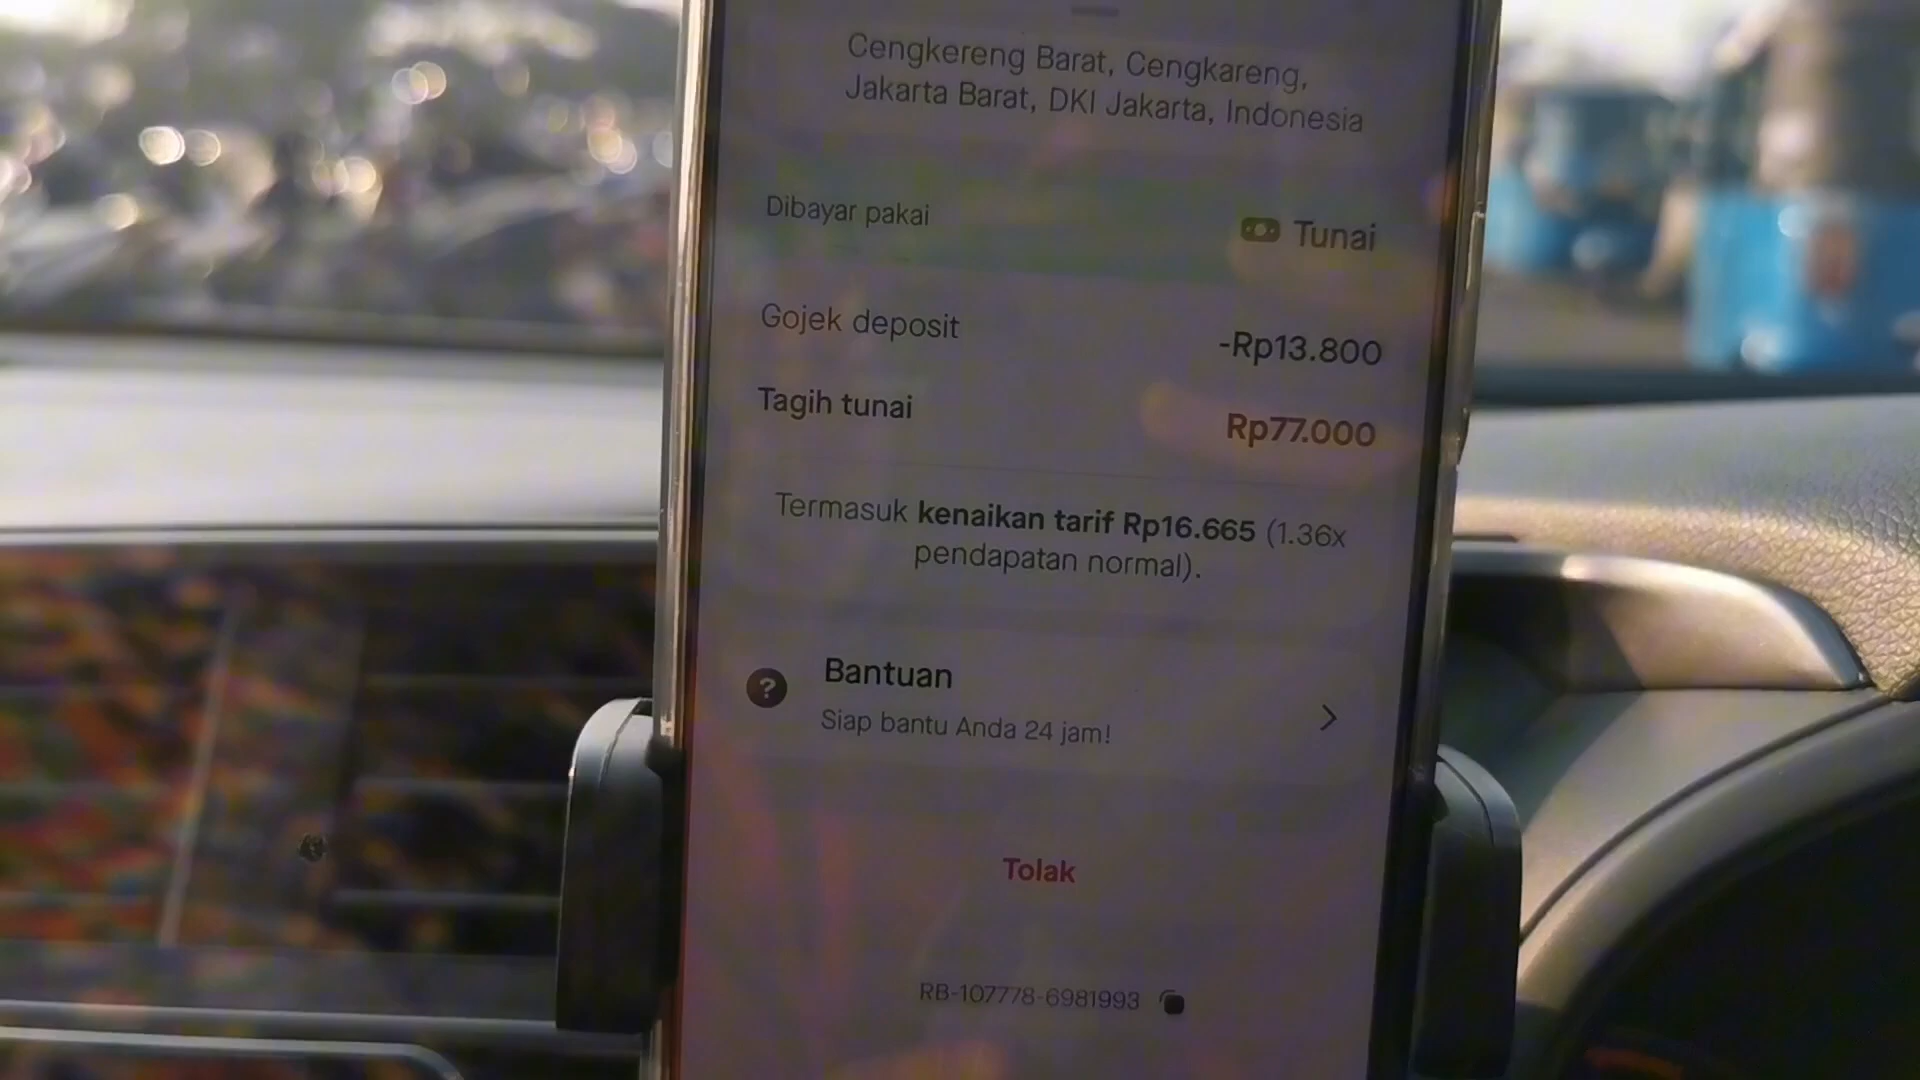 Cengkereng Barat, Cengkareng,
Jakarta Barat, DKI Jakarta, Indonesia
Dibayar pakai
Tunai
Gojek deposit
-Rp13.800
Tagih tunai
Rp77.000
Termasuk kenaikan tarif Rp16.665 (1.36x
pendapatan normal).
?
Bantuan
Siap bantu Anda 24 jam!
Tolak
RB-107778-6981993